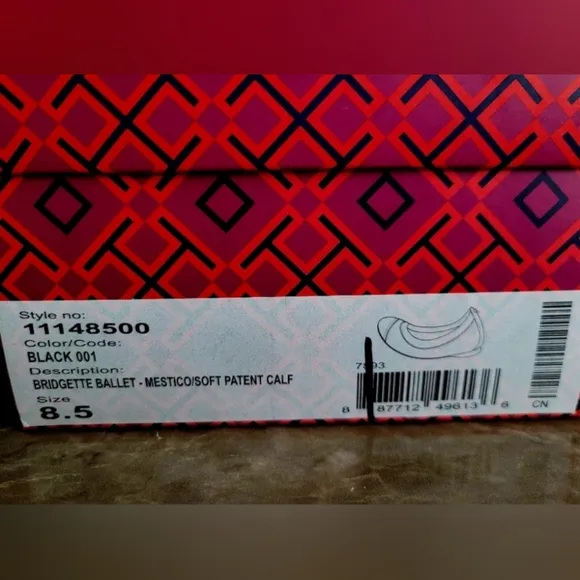 Style no:
11148500
Color/Code:
BLACK 001
Description:
BRIDGETTE BALLET - MESTICO/SOFT PATENT CALF
Size
8.5
8 87712 49613 6
CN